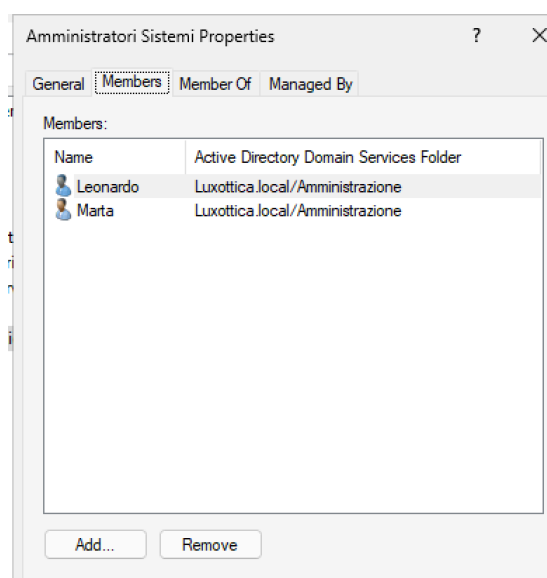 Amministratori Sistemi Properties ?
General Members Member Of Managed By
Members:
Name Active Directory Domain Services Folder
Leonardo Luxottica.local/Amministrazione
Marta Luxottica.local/Amministrazione
Add... Remove